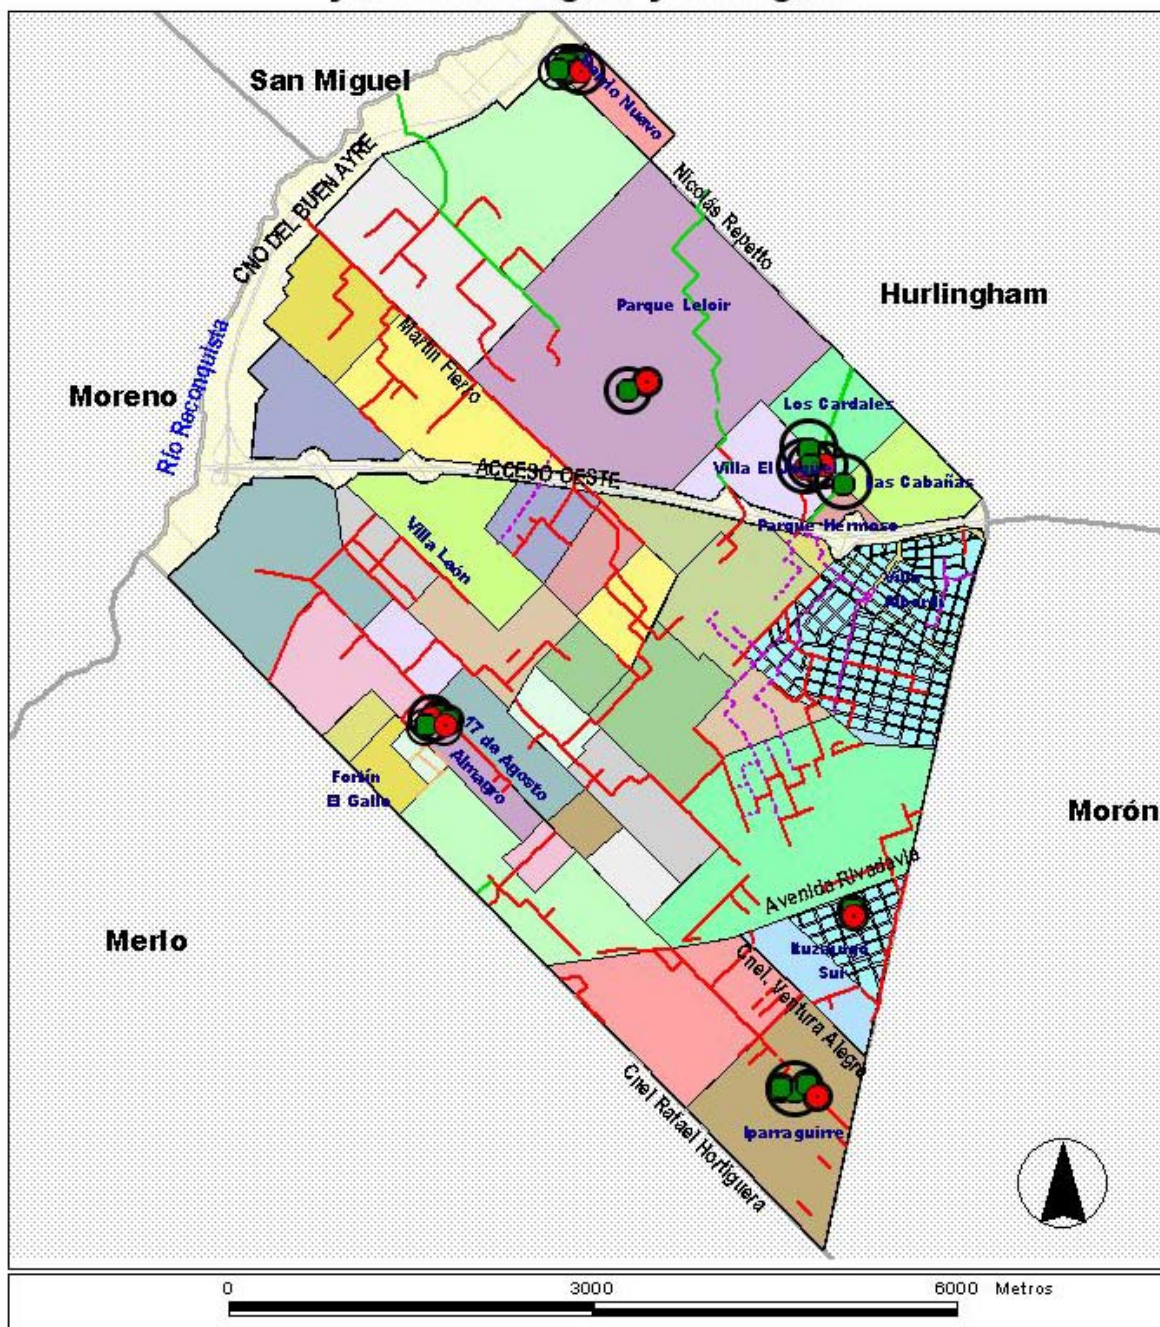 San Miguel
Nuevo
CNO DEL BUEN AYRE
Nicolás Repetto
Hurlingham
Parque Leloir
Río Reconquista
Martín Fierro
Moreno
Los Cardales
ACCESO OESTE
Villa El
las Cabañas
Parque Hermoso
Villa León
Villa
17 de Agosto
Almagro
Fortín
El Gallo
Morón
Avenida Rivadavia
Merlo
Sur
Cnel. Ventura Alegre
Cnel Rafael Hortiguera
Iparraguirre
0 3000 6000 Metros